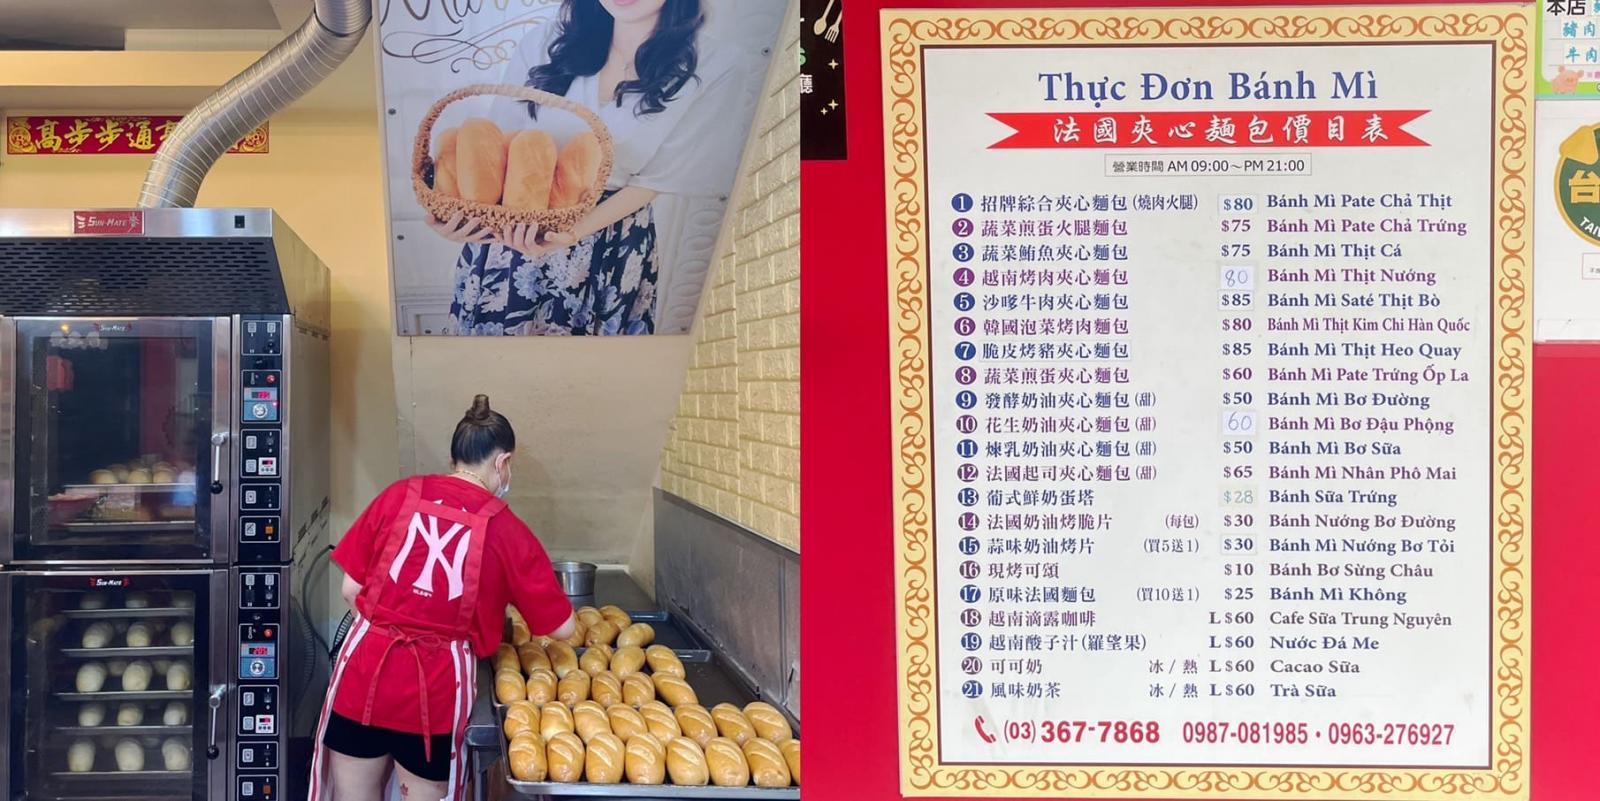 高步步通
SUN-MATE
SUN-MATE
SUN-MATE
NY
Thực Đơn Bánh Mì
法國夾心麵包價目表
營業時間 AM 09:00～PM 21:00
1 招牌綜合夾心麵包 (燒肉火腿) $80 Bánh Mì Pate Chả Thịt
2 蔬菜煎蛋火腿麵包 $75 Bánh Mì Pate Chả Trứng
3 蔬菜鮪魚夾心麵包 $75 Bánh Mì Thịt Cá
4 越南烤肉夾心麵包 80 Bánh Mì Thịt Nướng
5 沙嗲牛肉夾心麵包 $85 Bánh Mì Saté Thịt Bò
6 韓國泡菜烤肉麵包 $80 Bánh Mì Thịt Kim Chi Hàn Quốc
7 脆皮烤豬夾心麵包 $85 Bánh Mì Thịt Heo Quay
8 蔬菜煎蛋夾心麵包 $60 Bánh Mì Pate Trứng Ốp La
9 發酵奶油夾心麵包 (甜) $50 Bánh Mì Bơ Đường
10 花生奶油夾心麵包 (甜) 60 Bánh Mì Bơ Đậu Phộng
11 煉乳奶油夾心麵包 (甜) $50 Bánh Mì Bơ Sữa
12 法國起司夾心麵包 (甜) $65 Bánh Mì Nhân Phô Mai
13 葡式鮮奶蛋塔 $28 Bánh Sữa Trứng
14 法國奶油烤脆片 (每包) $30 Bánh Nướng Bơ Đường
15 蒜味奶油烤片 (買5送1) $30 Bánh Mì Nướng Bơ Tỏi
16 現烤可頌 $10 Bánh Bơ Sừng Châu
17 原味法國麵包 (買10送1) $25 Bánh Mì Không
18 越南滴露咖啡 L $60 Cafe Sữa Trung Nguyên
19 越南酸子汁 (羅望果) L $60 Nước Đá Me
20 可可奶 冰 / 熱 L $60 Cacao Sữa
21 風味奶茶 冰 / 熱 L $60 Trà Sữa
(03) 367-7868 0987-081985・0963-276927
本店
豬肉
牛肉
台
TAI